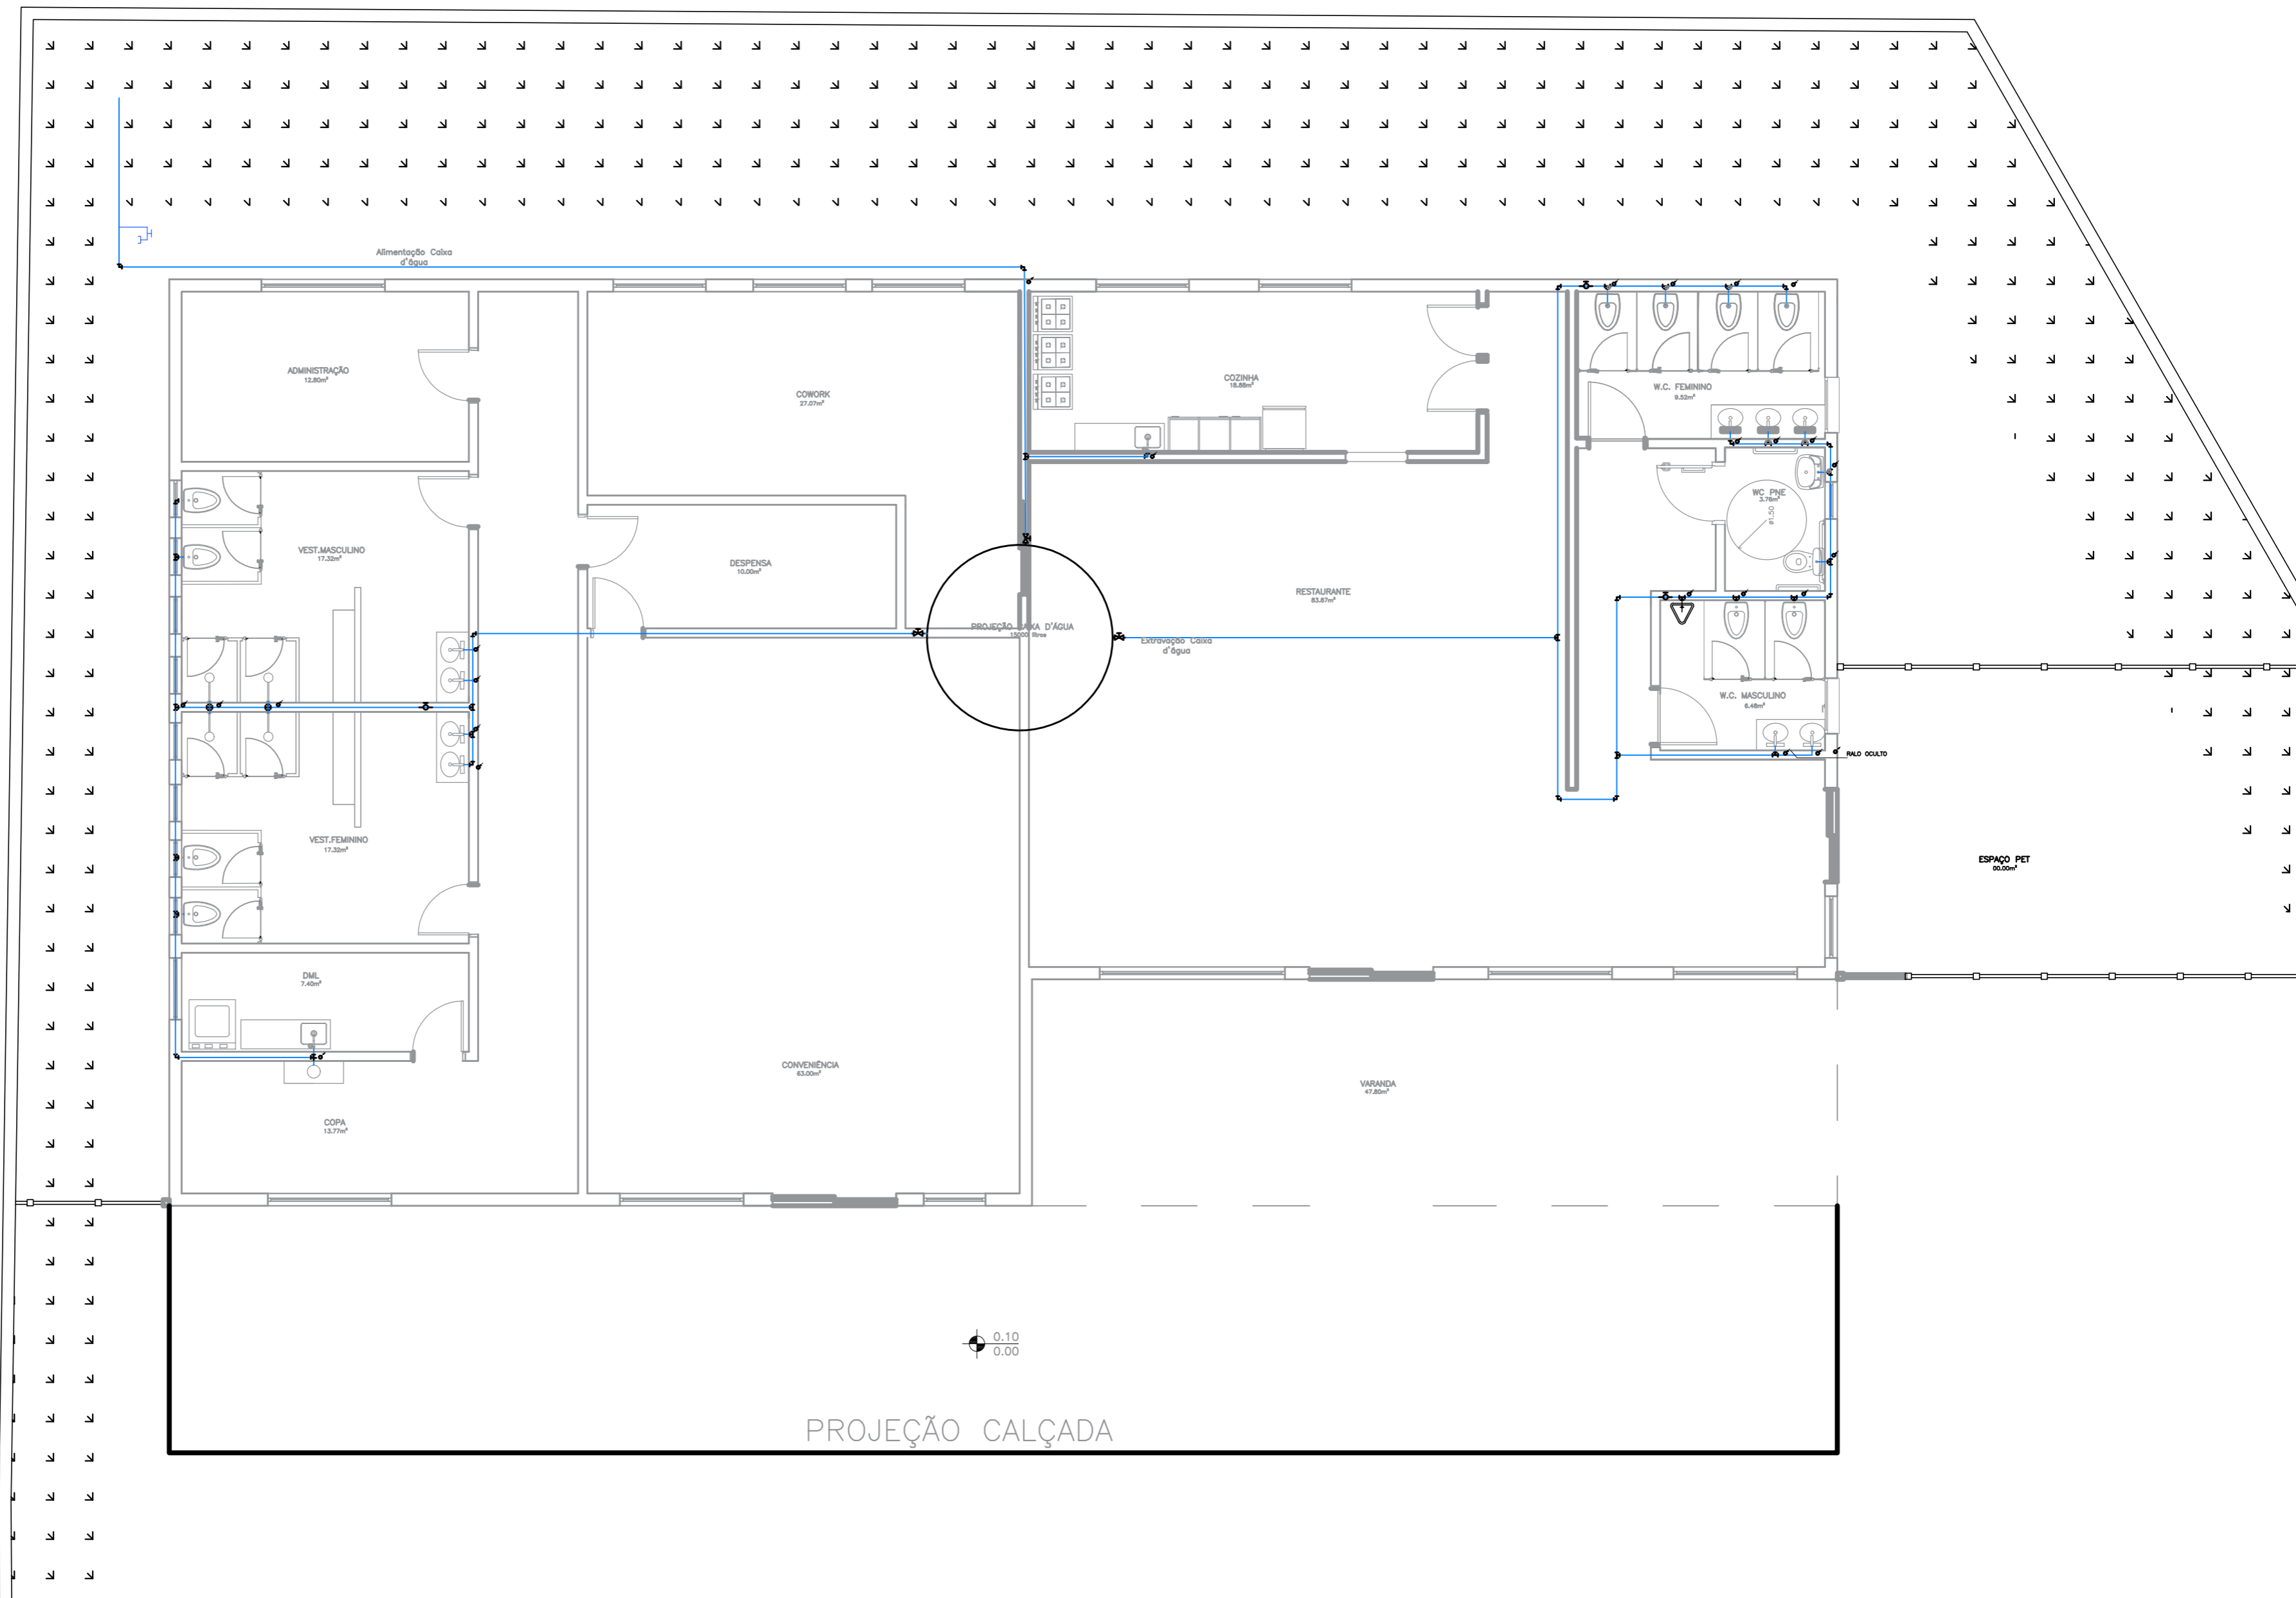 Alimentação Caixa
d'água
ADMINISTRAÇÃO
12.80m²
COWORK
27.07m²
COZINHA
18.88m²
W.C. FEMININO
9.52m²
WC PNE
3.76m²
ø1.50
VEST.MASCULINO
17.32m²
DESPENSA
10.00m²
RESTAURANTE
83.87m²
PROJEÇÃO CAIXA D'ÁGUA
15000 litros
Extravação Caixa
d'água
W.C. MASCULINO
6.48m²
RALO OCULTO
VEST.FEMININO
17.32m²
ESPAÇO PET
00.00m²
DML
7.40m²
CONVENIÊNCIA
63.00m²
VARANDA
47.80m²
COPA
13.77m²
0.10
0.00
PROJEÇÃO CALÇADA